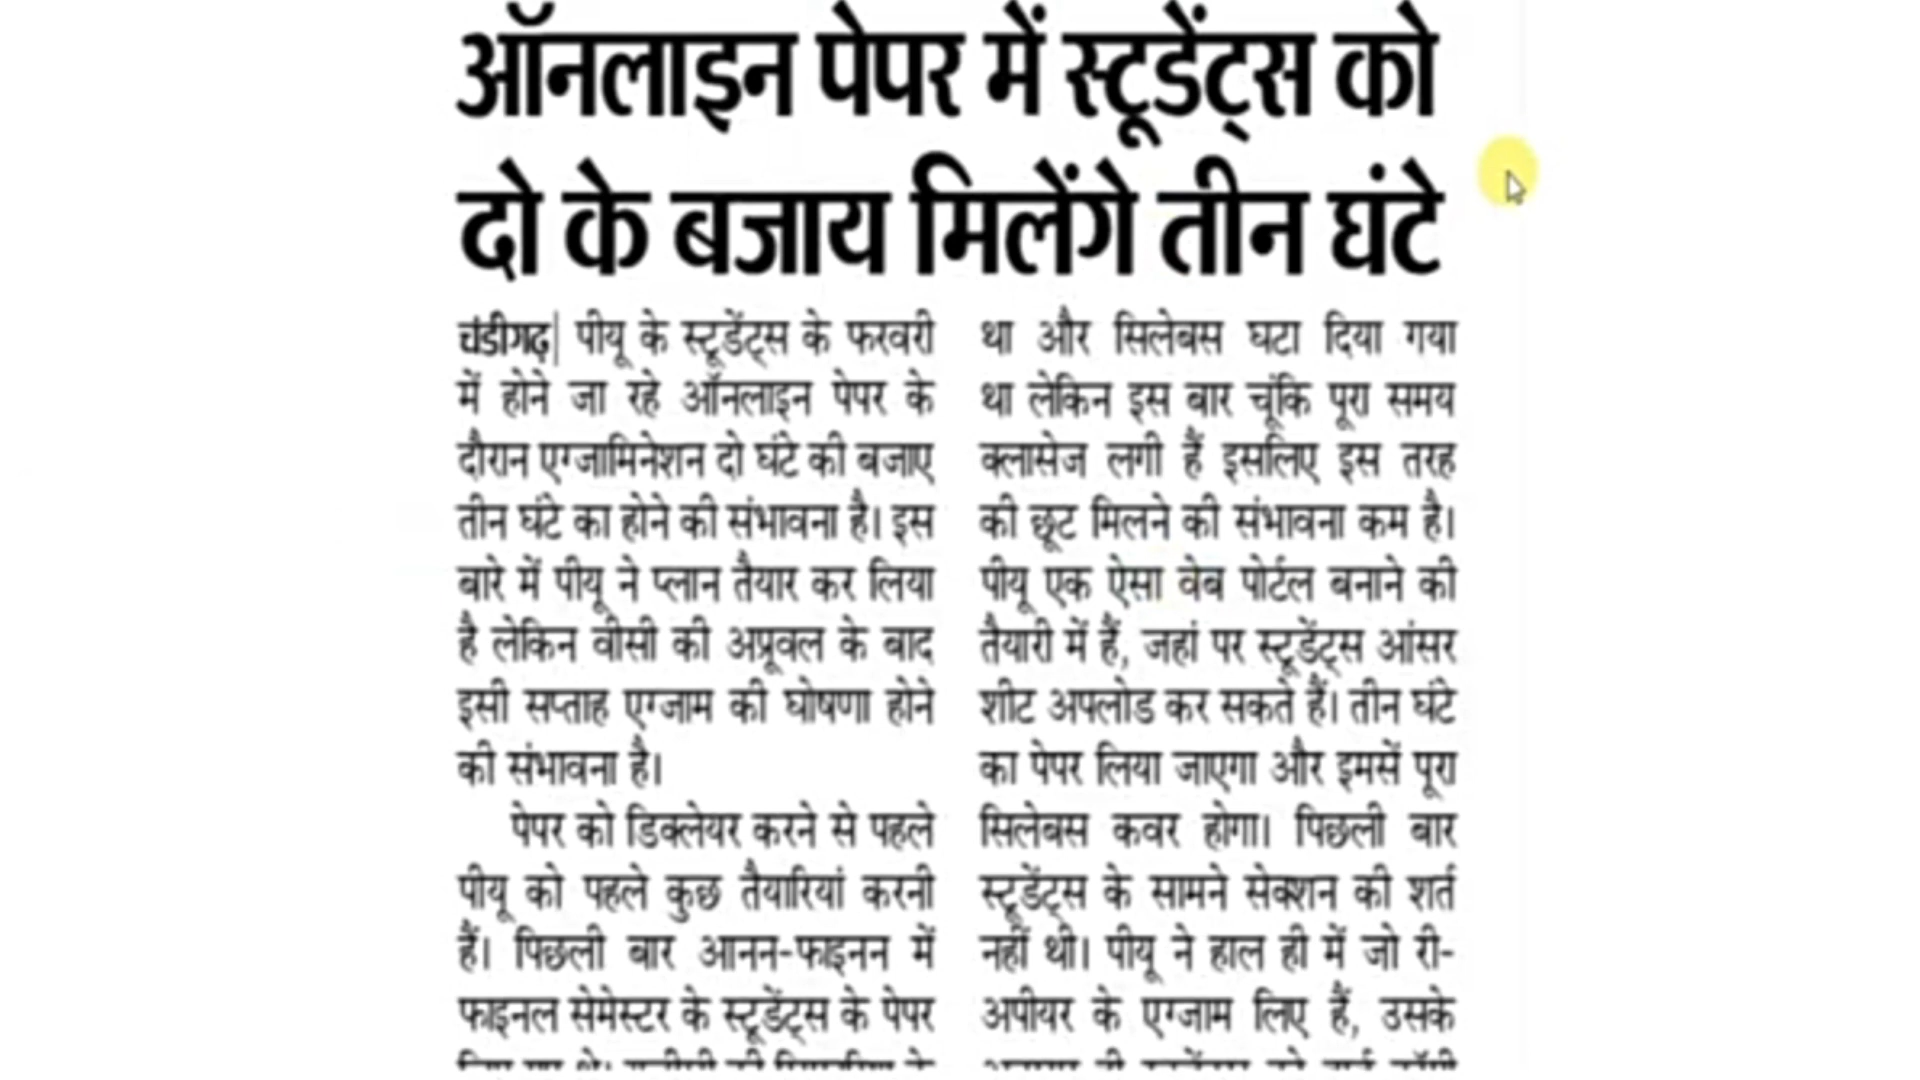 ऑनलाइन पेपर में स्टूडेंट्स को
दो के बजाय मिलेंगे तीन घंटे
चंडीगढ़| पीयू के स्टूडेंट्स के फरवरी
में होने जा रहे ऑनलाइन पेपर के
दौरान एग्जामिनेशन दो घंटे की बजाए
तीन घंटे का होने की संभावना है। इस
बारे में पीयू ने प्लान तैयार कर लिया
है लेकिन वीसी की अप्रूवल के बाद
इसी सप्ताह एग्जाम की घोषणा होने
की संभावना है।
पेपर को डिक्लेयर करने से पहले
पीयू को पहले कुछ तैयारियां करनी
हैं। पिछली बार आनन-फाइनन में
फाइनल सेमेस्टर के स्टूडेंट्स के पेपर
था और सिलेबस घटा दिया गया
था लेकिन इस बार चूंकि पूरा समय
क्लासेज लगी हैं इसलिए इस तरह
की छूट मिलने की संभावना कम है।
पीयू एक ऐसा वेब पोर्टल बनाने की
तैयारी में हैं, जहां पर स्टूडेंट्स आंसर
शीट अपलोड कर सकते हैं। तीन घंटे
का पेपर लिया जाएगा और इमसें पूरा
सिलेबस कवर होगा। पिछली बार
स्टूडेंट्स के सामने सेक्शन की शर्त
नहीं थी। पीयू ने हाल ही में जो री-
अपीयर के एग्जाम लिए हैं, उसके